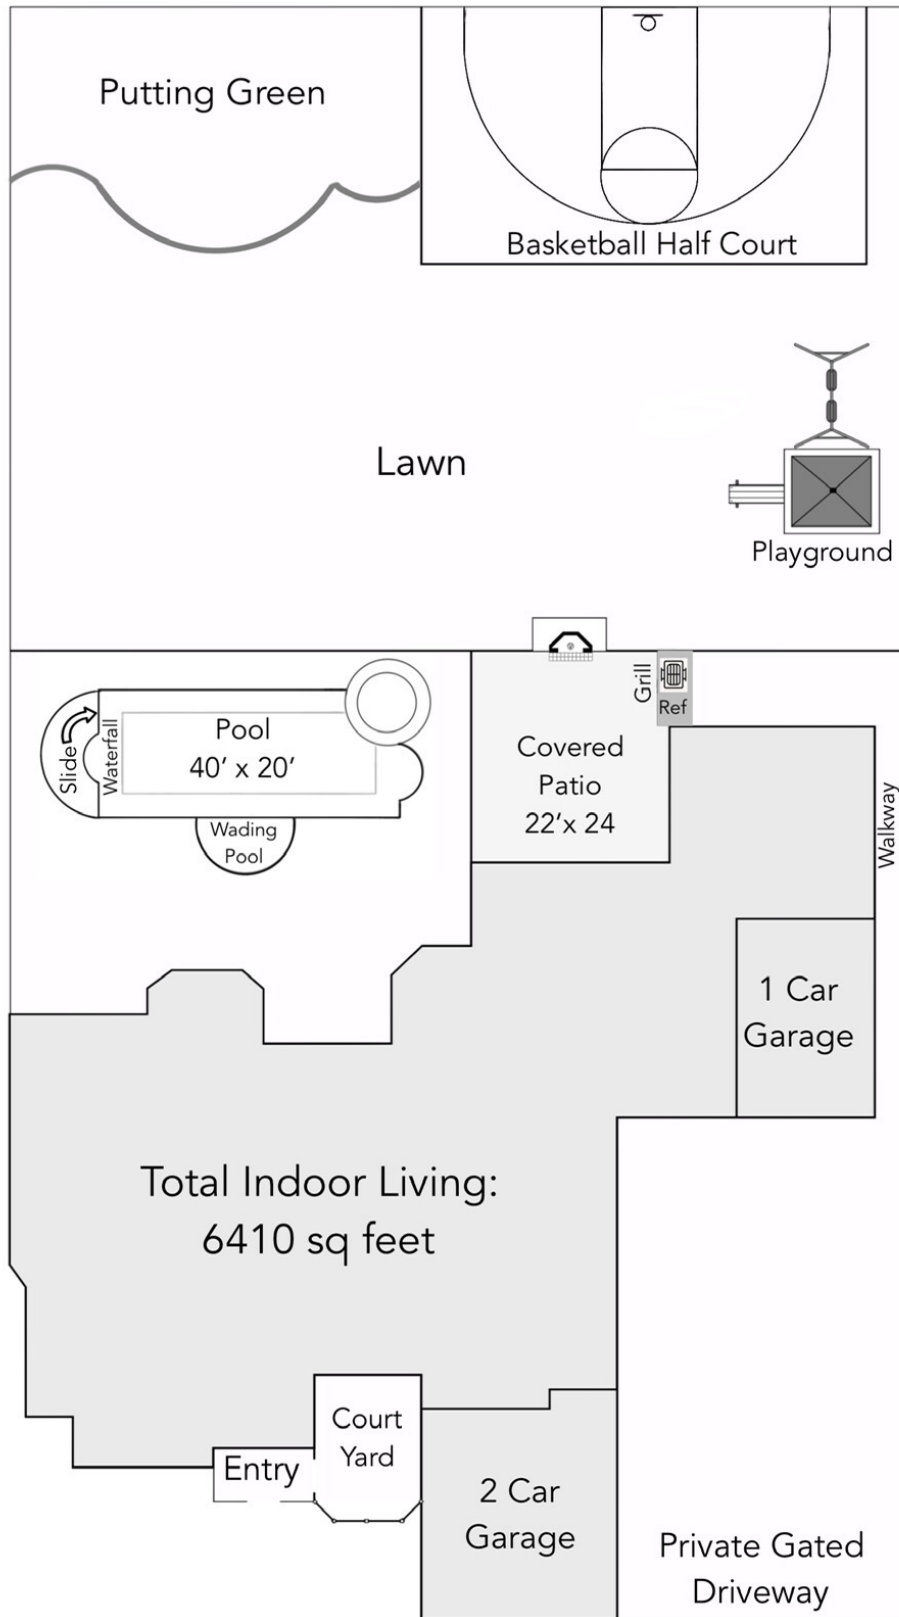 Putting Green
Basketball Half Court
Lawn
Playground
Grill
Ref
Pool
40' x 20'
Slide
Waterfall
Wading
Pool
Covered
Patio
22'x 24
Walkway
1 Car
Garage
Total Indoor Living:
6410 sq feet
Court
Yard
Entry
2 Car
Garage
Private Gated
Driveway